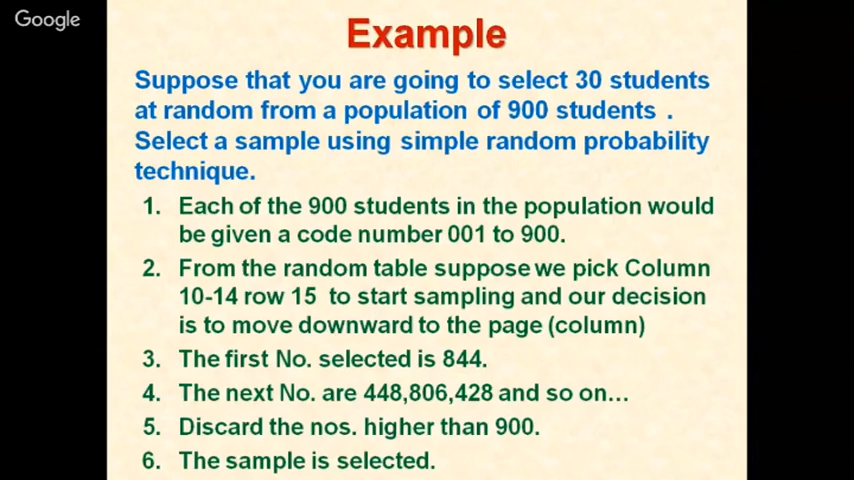 Google
Example
Suppose that you are going to select 30 students
at random from a population of 900 students .
Select a sample using simple random probability
technique.
1. Each of the 900 students in the population would
be given a code number 001 to 900.
2. From the random table suppose we pick Column
10-14 row 15 to start sampling and our decision
is to move downward to the page (column)
3. The first No. selected is 844.
4. The next No. are 448,806,428 and so on…
5. Discard the nos. higher than 900.
6. The sample is selected.